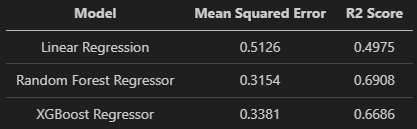 Model Mean Squared Error R2 Score
Linear Regression 0.5126 0.4975
Random Forest Regressor 0.3154 0.6908
XGBoost Regressor 0.3381 0.6686